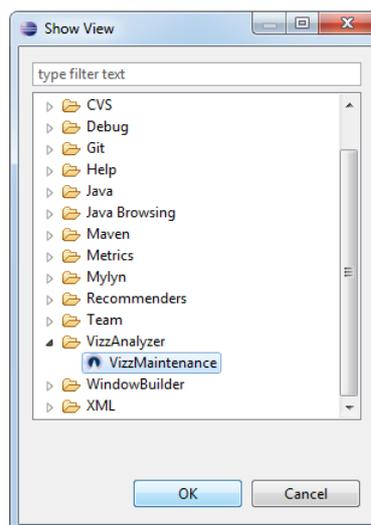 Show View
type filter text
CVS
Debug
Git
Help
Java
Java Browsing
Maven
Metrics
Mylyn
Recommenders
Team
VizzAnalyzer
VizzMaintenance
WindowBuilder
XML
OK
Cancel